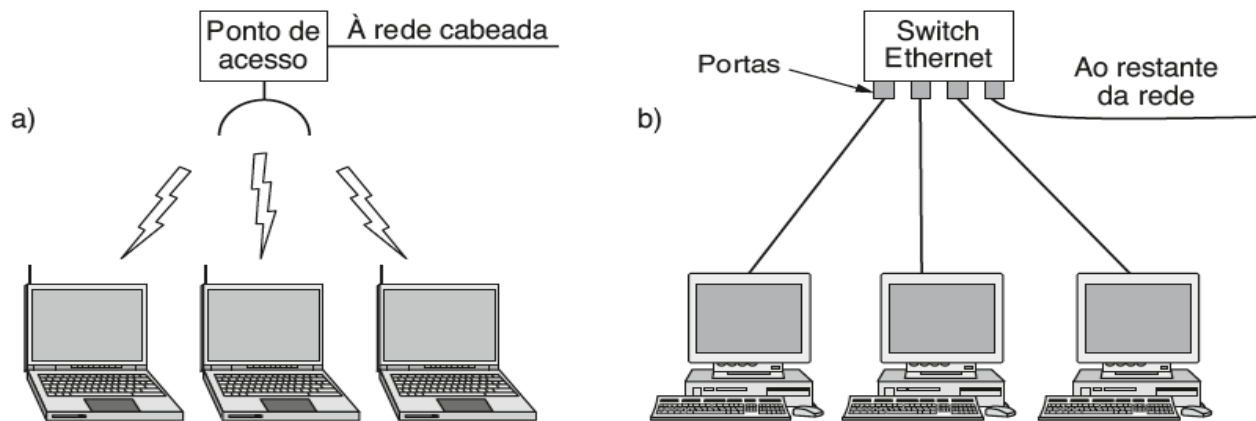 a)
Ponto de
acesso
À rede cabeada
b)
Portas
Switch
Ethernet
Ao restante
da rede